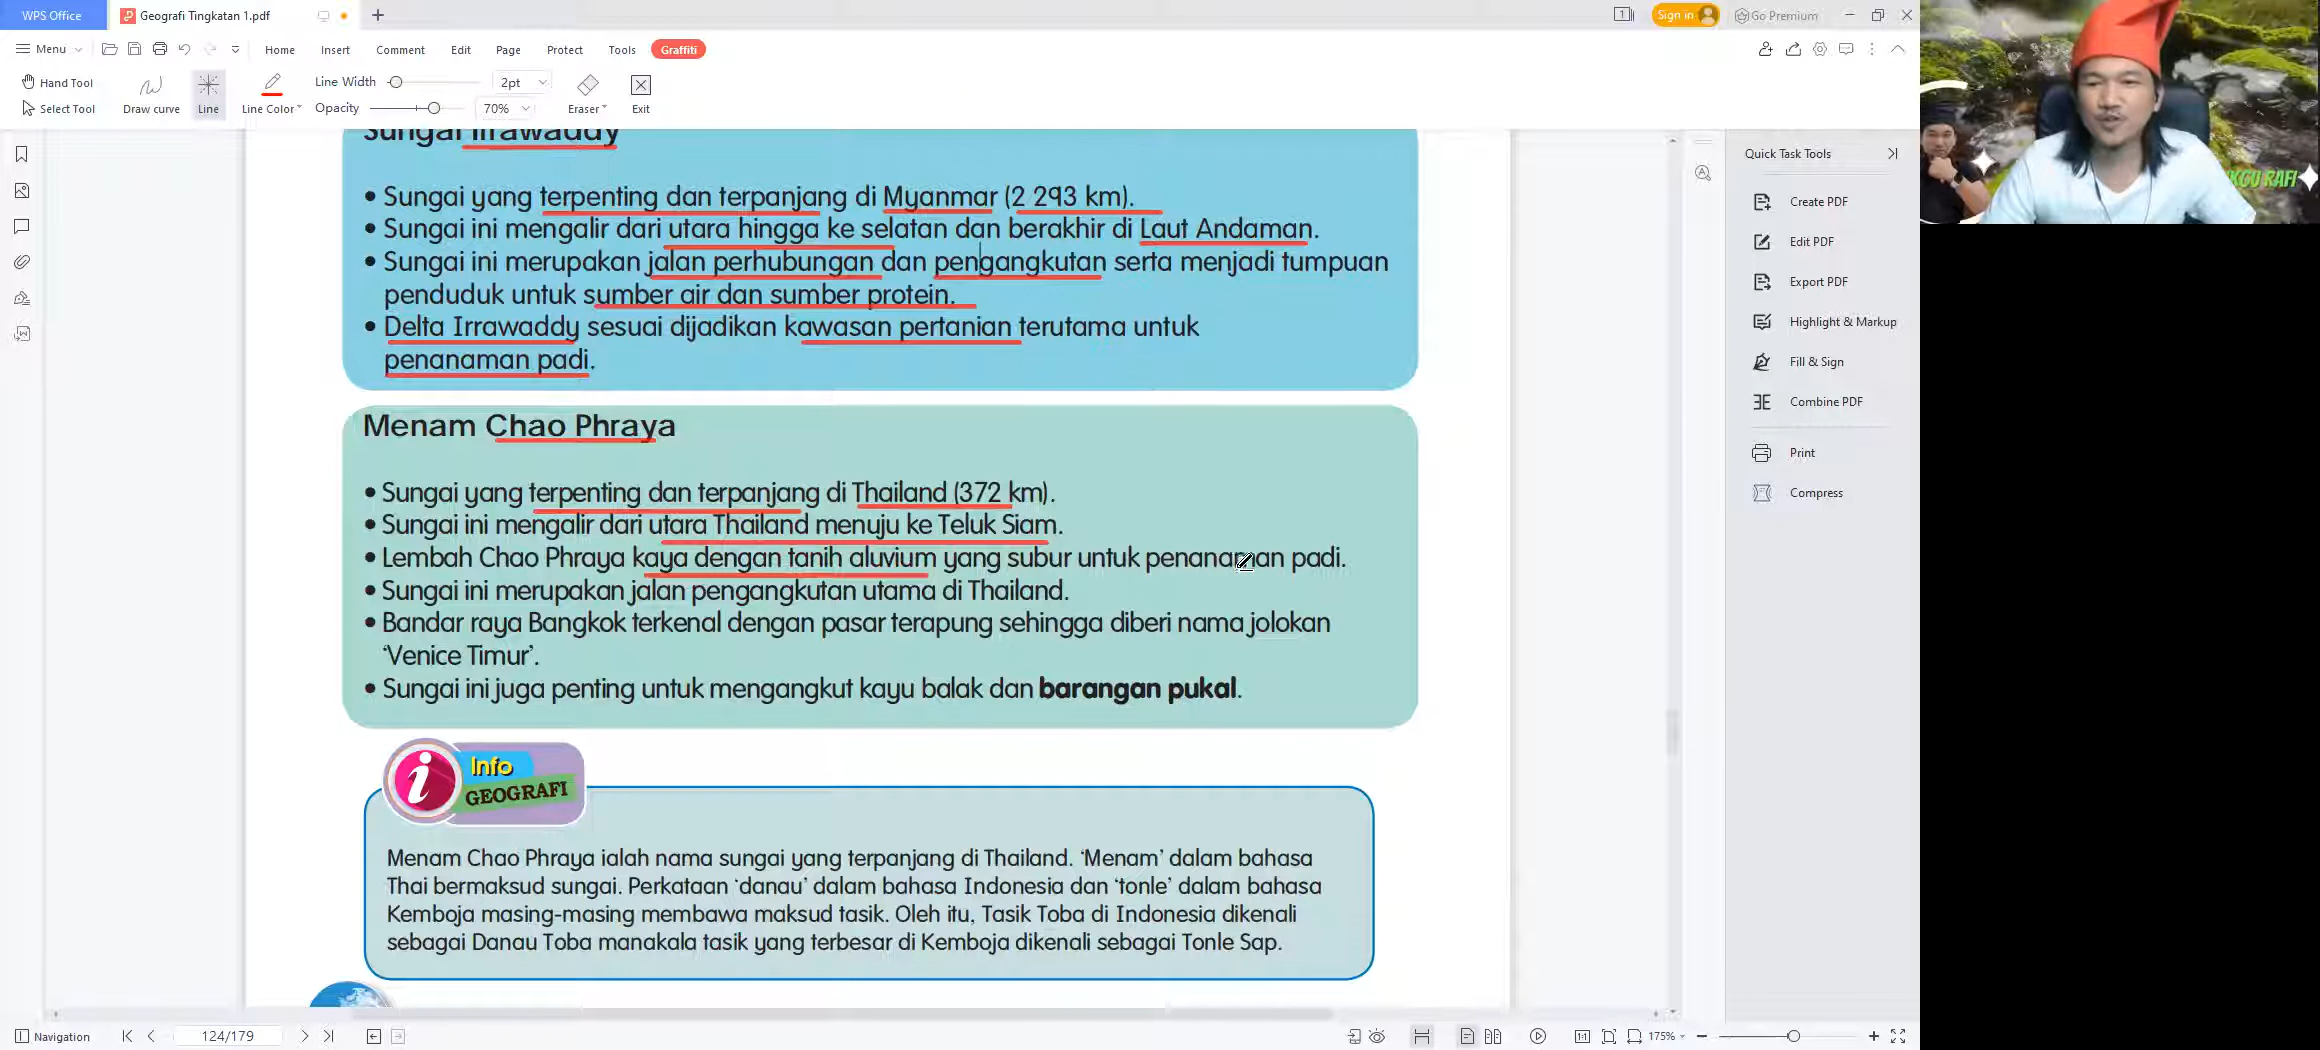 WPS Office
Geografi Tingkatan 1.pdf
1
Sign in
Go Premium
Menu
Home
Insert
Comment
Edit
Page
Protect
Tools
Graffiti
Hand Tool
Select Tool
Draw curve
Line
Line Color
Line Width
2pt
Opacity
70%
Eraser
Exit
Sungai Irrawaddy
• Sungai yang terpenting dan terpanjang di Myanmar (2 293 km).
• Sungai ini mengalir dari utara hingga ke selatan dan berakhir di Laut Andaman.
• Sungai ini merupakan jalan perhubungan dan pengangkutan serta menjadi tumpuan
penduduk untuk sumber air dan sumber protein.
• Delta Irrawaddy sesuai dijadikan kawasan pertanian terutama untuk
penanaman padi.
Menam Chao Phraya
• Sungai yang terpenting dan terpanjang di Thailand (372 km).
• Sungai ini mengalir dari utara Thailand menuju ke Teluk Siam.
• Lembah Chao Phraya kaya dengan tanih aluvium yang subur untuk penanaman padi.
• Sungai ini merupakan jalan pengangkutan utama di Thailand.
• Bandar raya Bangkok terkenal dengan pasar terapung sehingga diberi nama jolokan
‘Venice Timur’.
• Sungai ini juga penting untuk mengangkut kayu balak dan barangan pukal.
i
Info
GEOGRAFI
Menam Chao Phraya ialah nama sungai yang terpanjang di Thailand. ‘Menam’ dalam bahasa
Thai bermaksud sungai. Perkataan ‘danau’ dalam bahasa Indonesia dan ‘tonle’ dalam bahasa
Kemboja masing-masing membawa maksud tasik. Oleh itu, Tasik Toba di Indonesia dikenali
sebagai Danau Toba manakala tasik yang terbesar di Kemboja dikenali sebagai Tonle Sap.
Quick Task Tools
Create PDF
Edit PDF
Export PDF
Highlight & Markup
Fill & Sign
Combine PDF
Print
Compress
RAFI
Navigation
124/179
1:1
175%